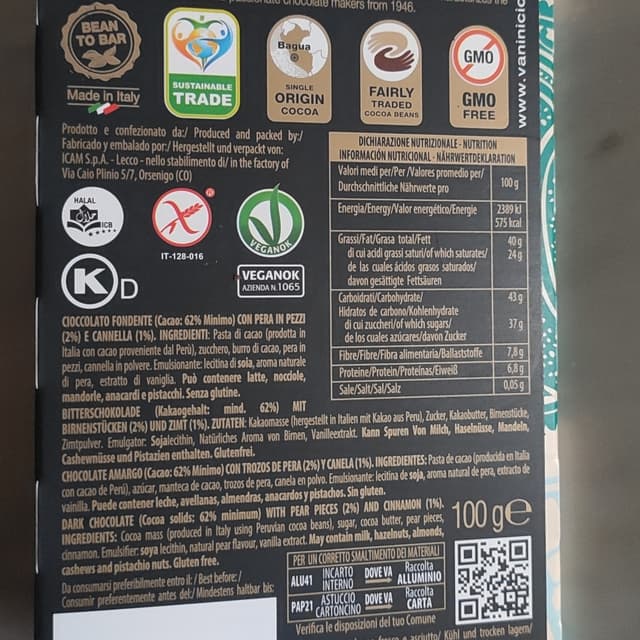 passionate chocolate makers from 1946.
BEAN
TO BAR
Made in Italy
SUSTAINABLE
TRADE
Bagua
SINGLE
ORIGIN
COCOA
FAIRLY
TRADED
COCOA BEANS
GMO
GMO
FREE
www.vaninicio
Prodotto e confezionato da:/ Produced and packed by:/
Fabricado y embalado por:/ Hergestellt und verpackt von:
ICAM S.p.A. - Lecco - nello stabilimento di/ in the factory of
Via Caio Plinio 5/7, Orsenigo (CO)
HALAL
حلال
ICB
IT-128-016
VEGANOK
VEGANOK
AZIENDA N.1065
K D
DICHIARAZIONE NUTRIZIONALE - NUTRITION
INFORMACIÓN NUTRICIONAL - NÄHRWERTDEKLARATION
Valori medi per/Per /Valores promedio per/
Durchschnittliche Nährwerte pro 100 g
Energia/Energy/Valor energético/Energie 2389 kJ
575 kcal
Grassi/Fat/Grasa total/Fett 40 g
di cui acidi grassi saturi/of which saturates/ 24 g
de las cuales ácidos grasos saturados/
davon gesättigte Fettsäuren
Carboidrati/Carbohydrate/ 43 g
Hidratos de carbono/Kohlenhydrate
di cui zuccheri/of which sugars/ 37 g
de los cuales azúcares/davon Zucker
Fibre/Fibre/Fibra alimentaria/Ballaststoffe 7,8 g
Proteine/Protein/Proteínas/Eiweiß 6,8 g
Sale/Salt/Sal/Salz 0,05 g
CIOCCOLATO FONDENTE (Cacao: 62% Minimo) CON PERA IN PEZZI
(2%) E CANNELLA (1%). INGREDIENTI: Pasta di cacao (prodotta in
Italia con cacao proveniente dal Perù), zucchero, burro di cacao, pera in
pezzi, cannella in polvere. Emulsionante: lecitina di soia, aroma naturale
di pera, estratto di vaniglia. Può contenere latte, nocciole,
mandorle, anacardi e pistacchi. Senza glutine.
BITTERSCHOKOLADE (Kakaogehalt: mind. 62%) MIT
BIRNENSTÜCKEN (2%) UND ZIMT (1%). ZUTATEN: Kakaomasse (hergestellt in Italien mit Kakao aus Peru), Zucker, Kakaobutter, Birnenstücke,
Zimtpulver. Emulgator: Sojalecithin, Natürliches Aroma von Birnen, Vanilleextrakt. Kann Spuren Von Milch, Haselnüsse, Mandeln,
Cashewnüsse und Pistazien enthalten. Glutenfrei.
CHOCOLATE AMARGO (Cacao: 62% Minimo) CON TROZOS DE PERA (2%) Y CANELA (1%). INGREDIENTES: Pasta de cacao (producida en Italia
con cacao de Perú), azúcar, manteca de cacao, trozos de pera, canela en polvo. Emulsionante: lecitina de soja, aroma natural de pera, extracto de
vainilla. Puede contener leche, avellanas, almendras, anacardos y pistachos. Sin gluten.
DARK CHOCOLATE (Cocoa solids: 62% minimum) WITH PEAR PIECES (2%) AND CINNAMON (1%).
INGREDIENTS: Cocoa mass (produced in Italy using Peruvian cocoa beans), sugar, cocoa butter, pear pieces,
cinnamon. Emulsifier: soya lecithin, natural pear flavour, vanilla extract. May contain milk, hazelnuts, almonds,
cashews and pistachio nuts. Gluten free.
100 g e
Da consumarsi preferibilmente entro il: / Best before: /
Consumir preferentemente antes del:/ Mindestens haltbar bis:
PER UN CORRETTO SMALTIMENTO DEI MATERIALI
ALU41 INCARTO INTERNO DOVE VA Raccolta ALLUMINIO
PAP21 ASTUCCIO CARTONCINO DOVE VA Raccolta CARTA
Verifica le disposizioni del tuo Comune
fresco e asciutto/ Kühl und trocken lagern/